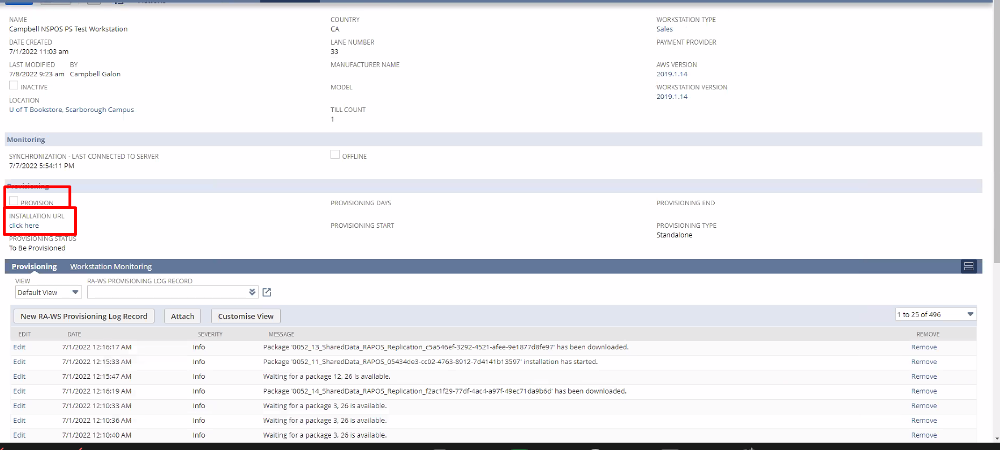 NAME
Campbell NSPOS PS Test Workstation
DATE CREATED
7/1/2022 11:03 am
LAST MODIFIED BY
7/8/2022 9:23 am Campbell Galon
INACTIVE
LOCATION
U of T Bookstore, Scarborough Campus
COUNTRY
CA
LANE NUMBER
33
MANUFACTURER NAME
MODEL
TILL COUNT
1
WORKSTATION TYPE
Sales
PAYMENT PROVIDER
AWS VERSION
2019.1.14
WORKSTATION VERSION
2019.1.14
Monitoring
SYNCHRONIZATION - LAST CONNECTED TO SERVER
7/7/2022 5:54:11 PM
OFFLINE
Provisioning
PROVISION
INSTALLATION URL
click here
PROVISIONING STATUS
To Be Provisioned
PROVISIONING DAYS
PROVISIONING START
PROVISIONING END
PROVISIONING TYPE
Standalone
Provisioning Workstation Monitoring
VIEW RA-WS PROVISIONING LOG RECORD
Default View
New RA-WS Provisioning Log Record Attach Customise View 1 to 25 of 496
EDIT DATE SEVERITY MESSAGE REMOVE
Edit 7/1/2022 12:16:17 AM Info Package '0052_13_SharedData_RAPOS_Replication_c5a546ef-3292-4521-afee-9e1877d8fe97' has been downloaded. Remove
Edit 7/1/2022 12:15:33 AM Info Package '0052_11_SharedData_RAPOS_05434de3-cc02-4763-8912-7d4141b13597' installation has started. Remove
Edit 7/1/2022 12:15:47 AM Info Waiting for a package 12, 26 is available. Remove
Edit 7/1/2022 12:16:19 AM Info Package '0052_14_SharedData_RAPOS_Replication_f2ac1f29-77df-4ac4-a97f-49ec71da9b6d' has been downloaded. Remove
Edit 7/1/2022 12:10:33 AM Info Waiting for a package 3, 26 is available. Remove
Edit 7/1/2022 12:10:36 AM Info Waiting for a package 3, 26 is available. Remove
Edit 7/1/2022 12:10:40 AM Info Waiting for a package 3, 26 is available. Remove